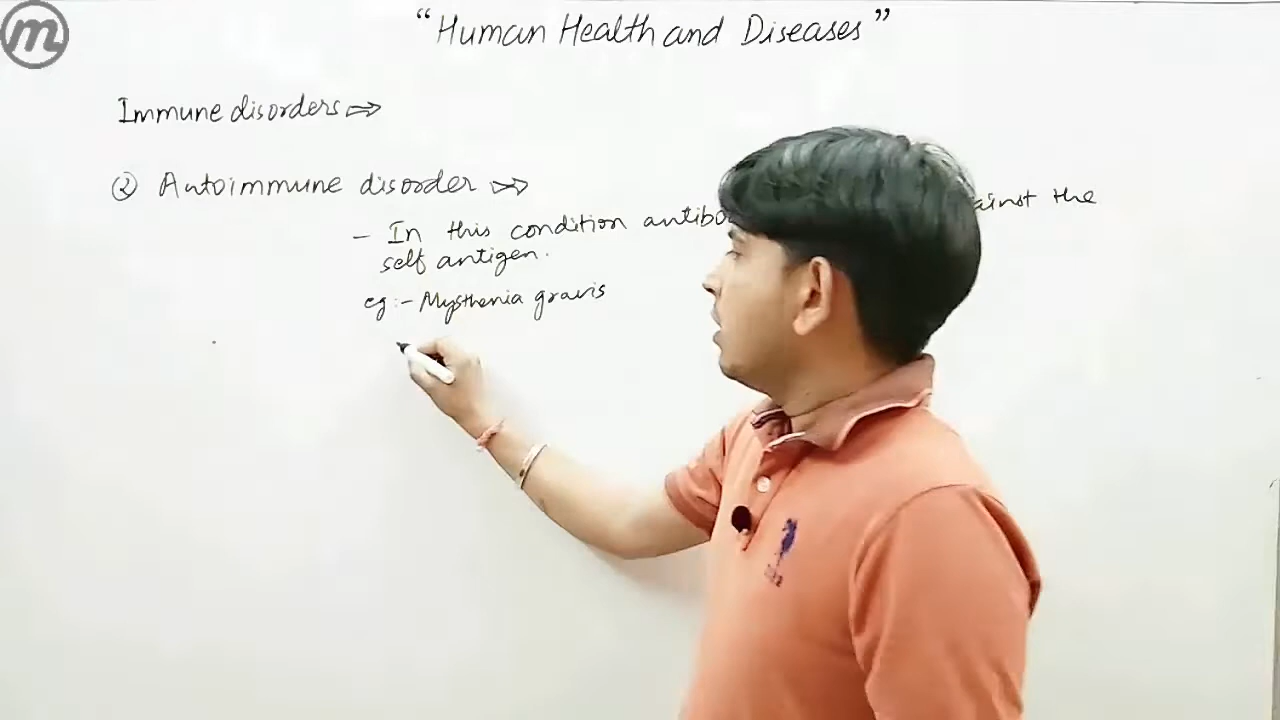 m
“Human Health and Diseases”
Immune disorders ⇒
② Autoimmune disorder ⇒
- In this condition antibo ainst the
self antigen.
eg :- Mysthenia gravis